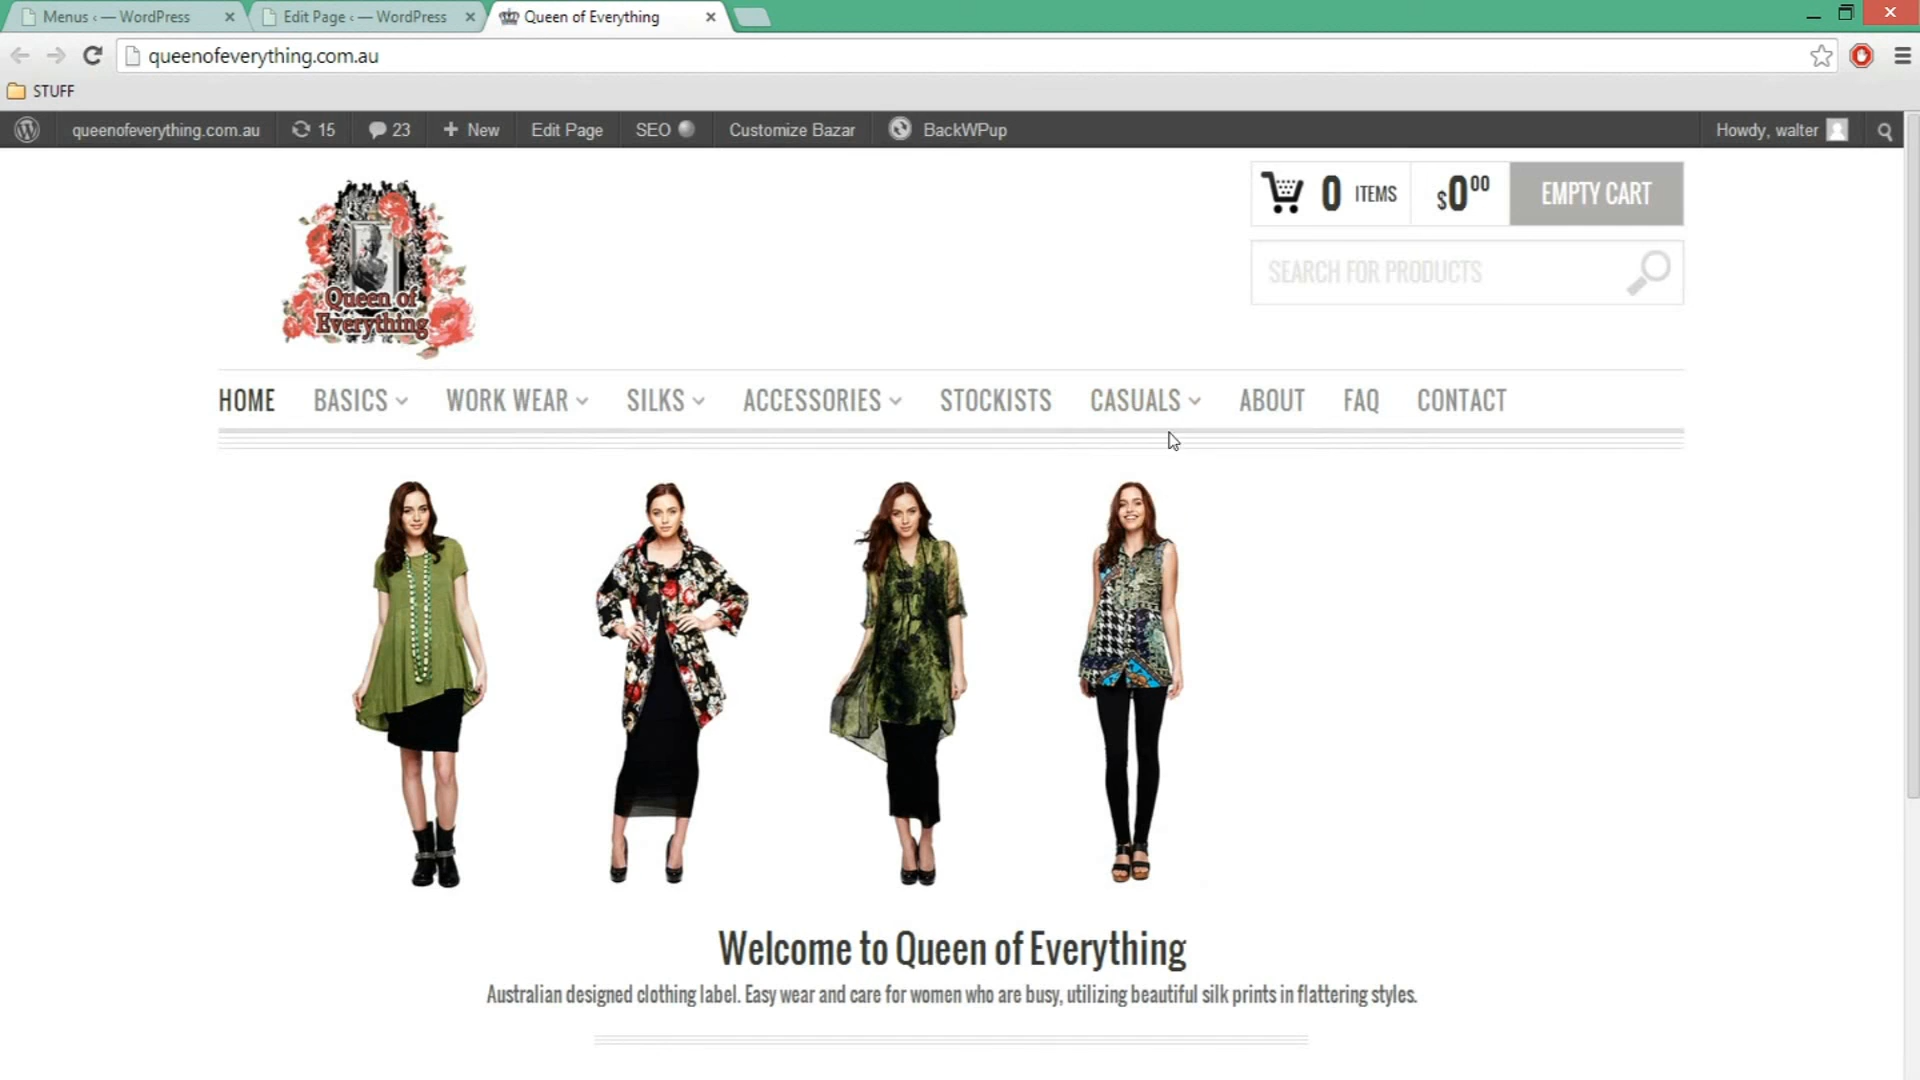 Menus ‹ — WordPress
Edit Page ‹ — WordPress
Queen of Everything
queenofeverything.com.au
STUFF
queenofeverything.com.au 15 23 + New Edit Page SEO Customize Bazar BackWPup Howdy, walter
0 ITEMS $0⁰⁰ EMPTY CART
SEARCH FOR PRODUCTS
Queen of
Everything
HOME BASICS WORK WEAR SILKS ACCESSORIES STOCKISTS CASUALS ABOUT FAQ CONTACT
Welcome to Queen of Everything
Australian designed clothing label. Easy wear and care for women who are busy, utilizing beautiful silk prints in flattering styles.